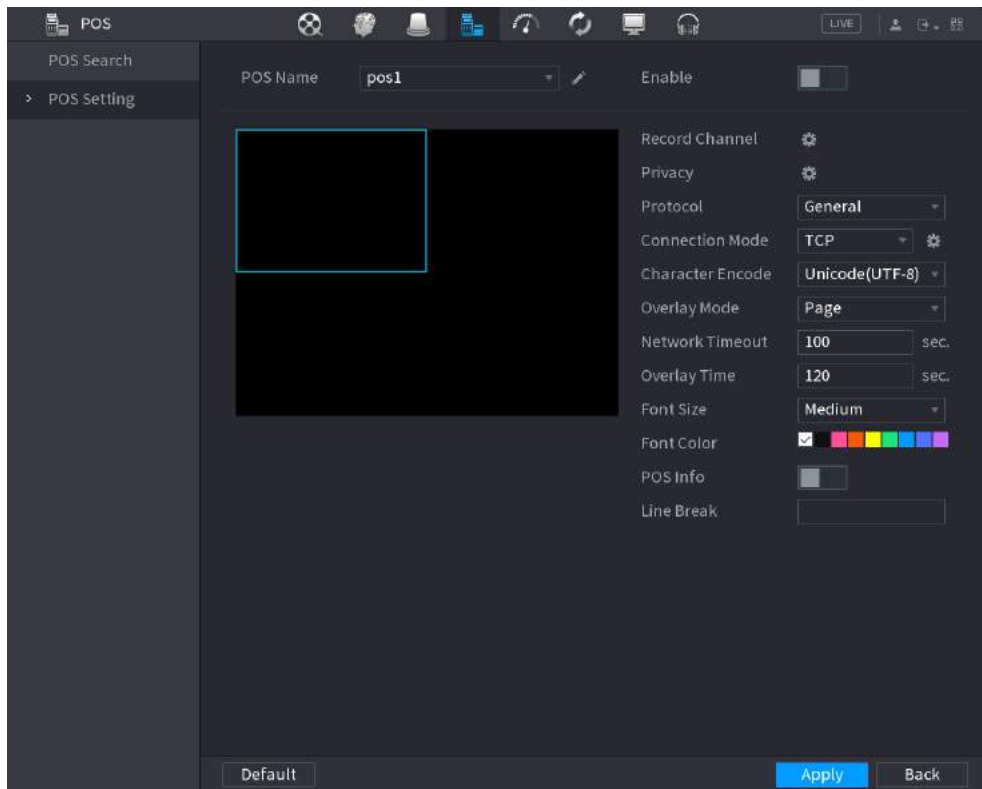 POS
LIVE
POS Search
POS Setting
POS Name pos1 Enable
Record Channel
Privacy
Protocol General
Connection Mode TCP
Character Encode Unicode(UTF-8)
Overlay Mode Page
Network Timeout 100 sec.
Overlay Time 120 sec.
Font Size Medium
Font Color
POS Info
Line Break
Default Apply Back